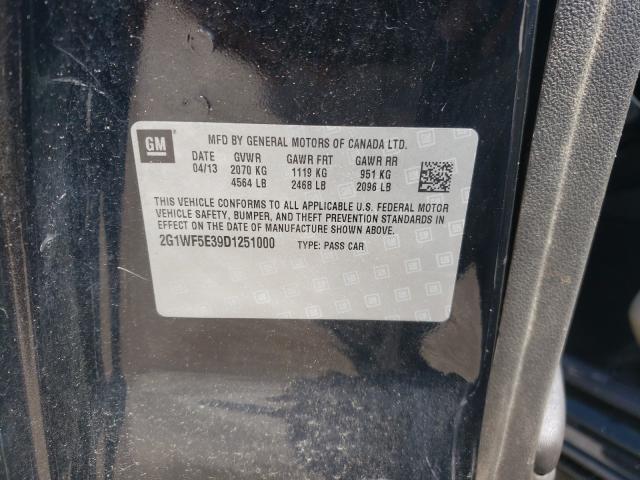 GM
MFD BY GENERAL MOTORS OF CANADA LTD.
DATE GVWR GAWR FRT GAWR RR
04/13 2070 KG 1119 KG 951 KG
4564 LB 2468 LB 2096 LB
THIS VEHICLE CONFORMS TO ALL APPLICABLE U.S. FEDERAL MOTOR
VEHICLE SAFETY, BUMPER, AND THEFT PREVENTION STANDARDS IN
EFFECT ON THE DATE OF MANUFACTURE SHOWN ABOVE.
2G1WF5E39D1251000 TYPE: PASS CAR